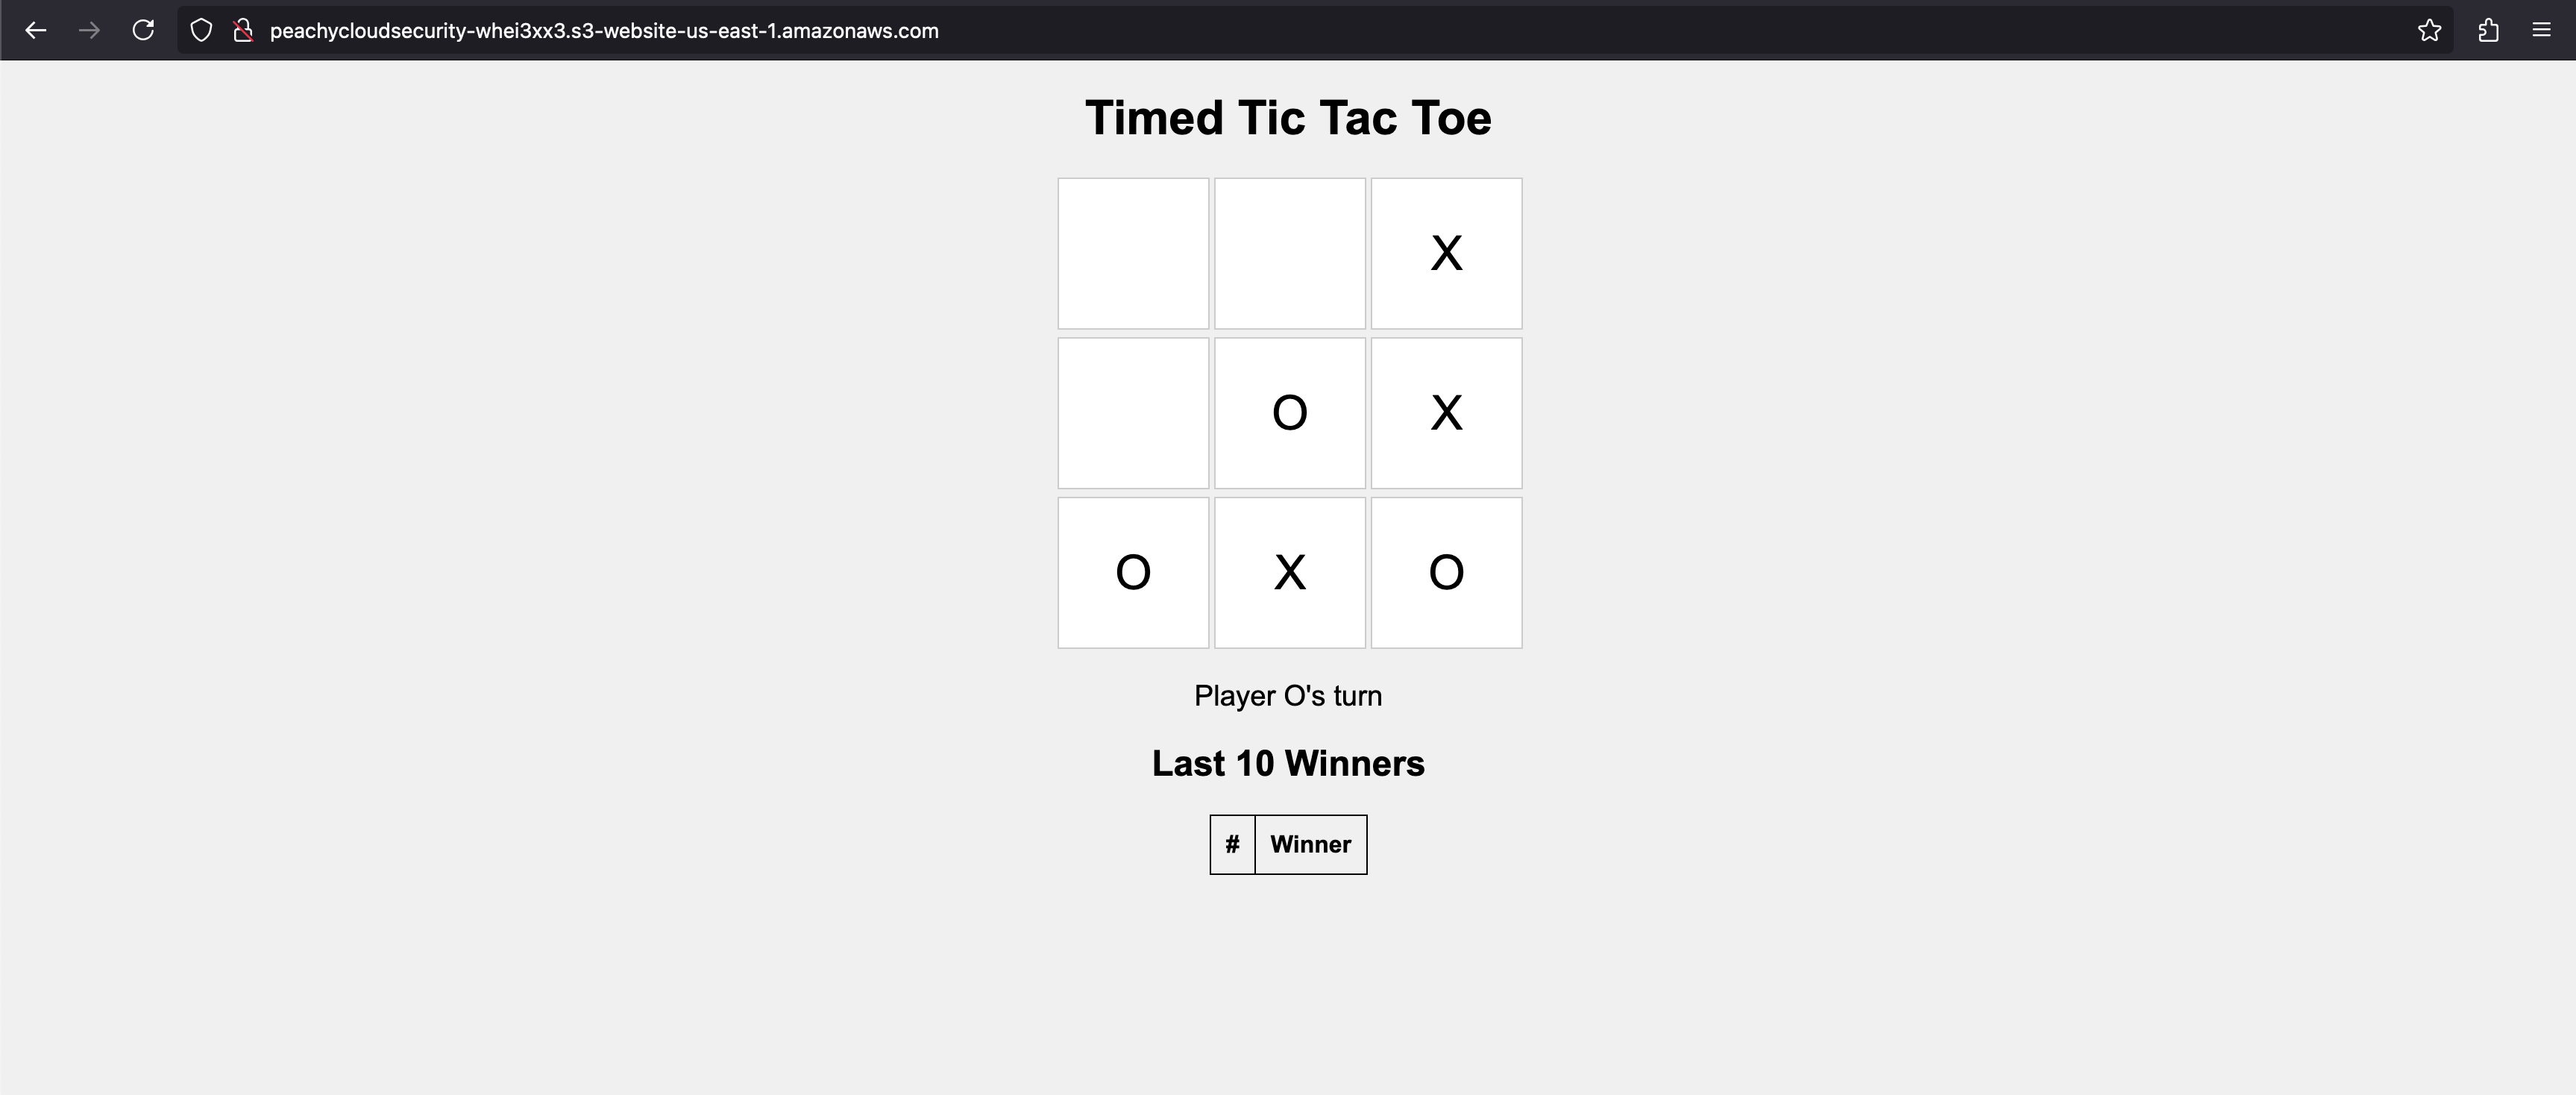 peachycloudsecurity-whei3xx3.s3-website-us-east-1.amazonaws.com
Timed Tic Tac Toe
X
O X
O X O
Player O's turn
Last 10 Winners
# Winner